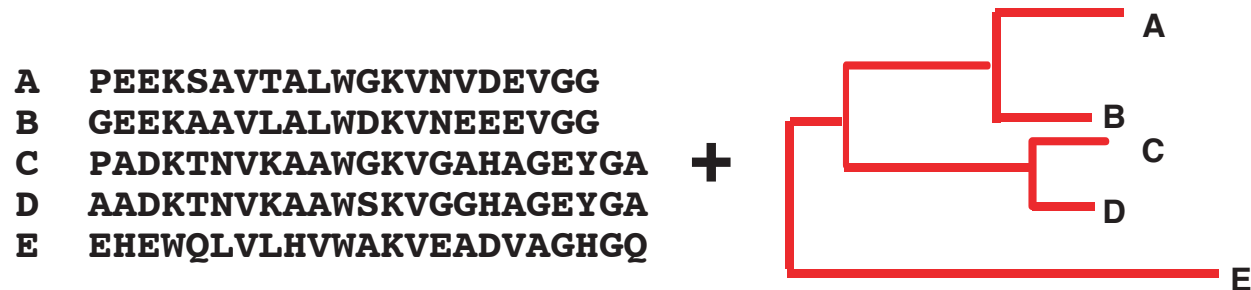 A PEEKSAVTALWGKVNVDEVGG
B GEEKAAVLALWDKVNEEEVGG
C PADKTNVKAAWGKVGAHAGEYGA
D AADKTNVKAAWSKVGGHAGEYGA
E EHEWQLVLHVWAKVEADVAGHGQ
+
A
B
C
D
E